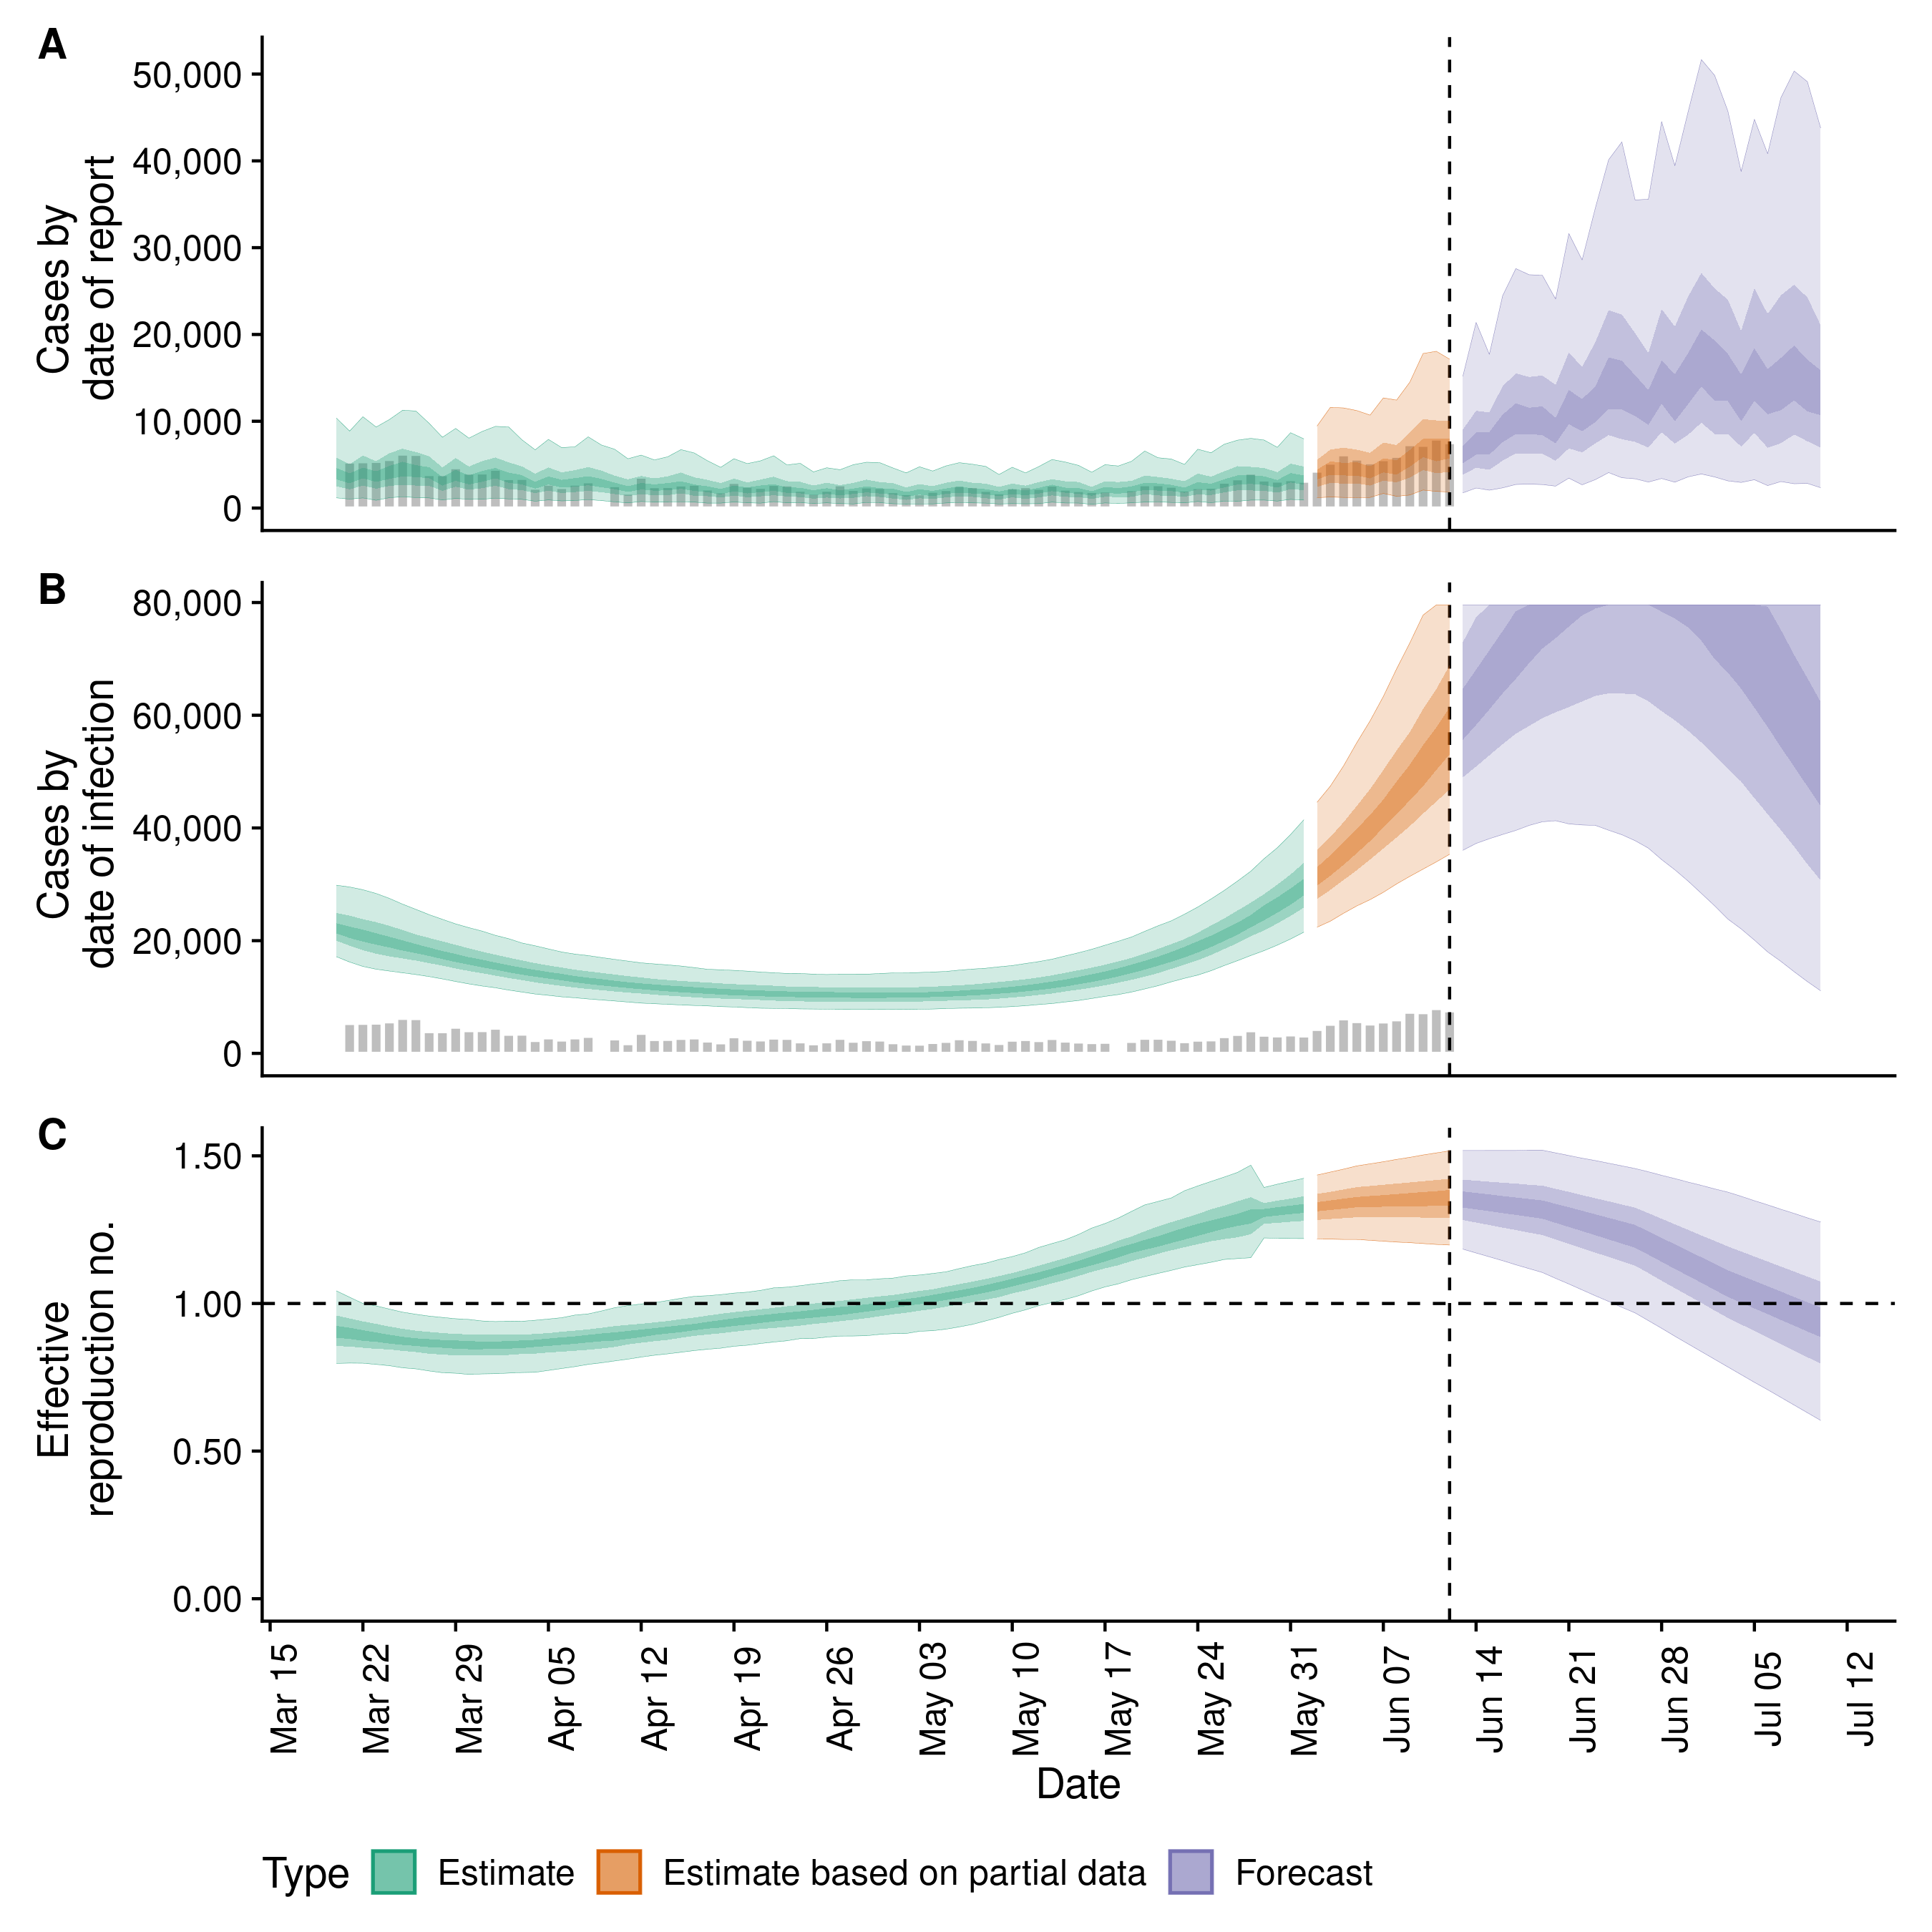 A
Cases by
date of report
50,000
40,000
30,000
20,000
10,000
0
B
Cases by
date of infection
80,000
60,000
40,000
20,000
0
C
Effective
reproduction no.
1.50
1.00
0.50
0.00
Mar 15
Mar 22
Mar 29
Apr 05
Apr 12
Apr 19
Apr 26
May 03
May 10
May 17
May 24
May 31
Jun 07
Jun 14
Jun 21
Jun 28
Jul 05
Jul 12
Date
Type Estimate Estimate based on partial data Forecast